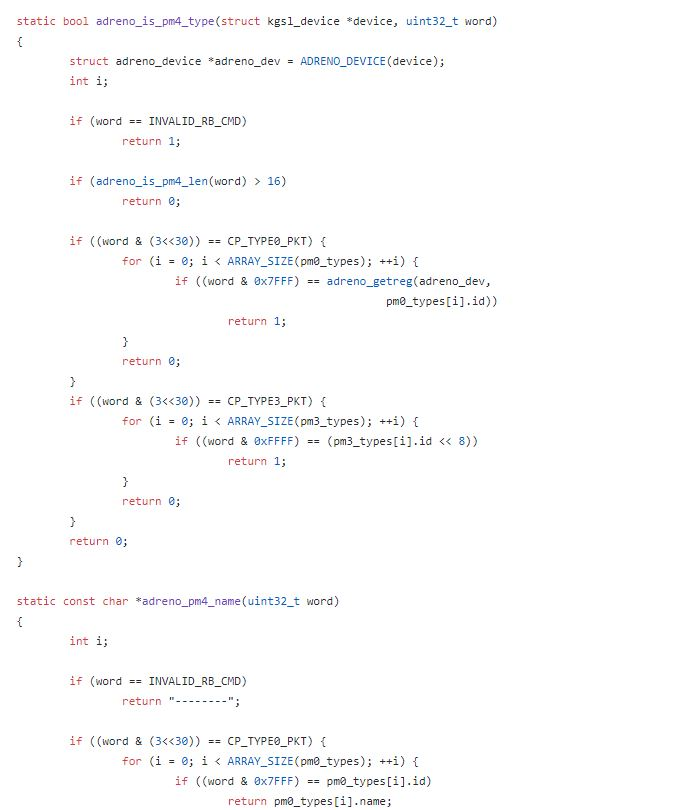 static bool adreno_is_pm4_type(struct kgsl_device *device, uint32_t word)
{
struct adreno_device *adreno_dev = ADRENO_DEVICE(device);
int i;
if (word == INVALID_RB_CMD)
return 1;
if (adreno_is_pm4_len(word) > 16)
return 0;
if ((word & (3<<30)) == CP_TYPE0_PKT) {
for (i = 0; i < ARRAY_SIZE(pm0_types); ++i) {
if ((word & 0x7FFF) == adreno_getreg(adreno_dev,
pm0_types[i].id))
return 1;
}
return 0;
}
if ((word & (3<<30)) == CP_TYPE3_PKT) {
for (i = 0; i < ARRAY_SIZE(pm3_types); ++i) {
if ((word & 0xFFFF) == (pm3_types[i].id << 8))
return 1;
}
return 0;
}
return 0;
}
static const char *adreno_pm4_name(uint32_t word)
{
int i;
if (word == INVALID_RB_CMD)
return "--------";
if ((word & (3<<30)) == CP_TYPE0_PKT) {
for (i = 0; i < ARRAY_SIZE(pm0_types); ++i) {
if ((word & 0x7FFF) == pm0_types[i].id)
return pm0_types[i].name;